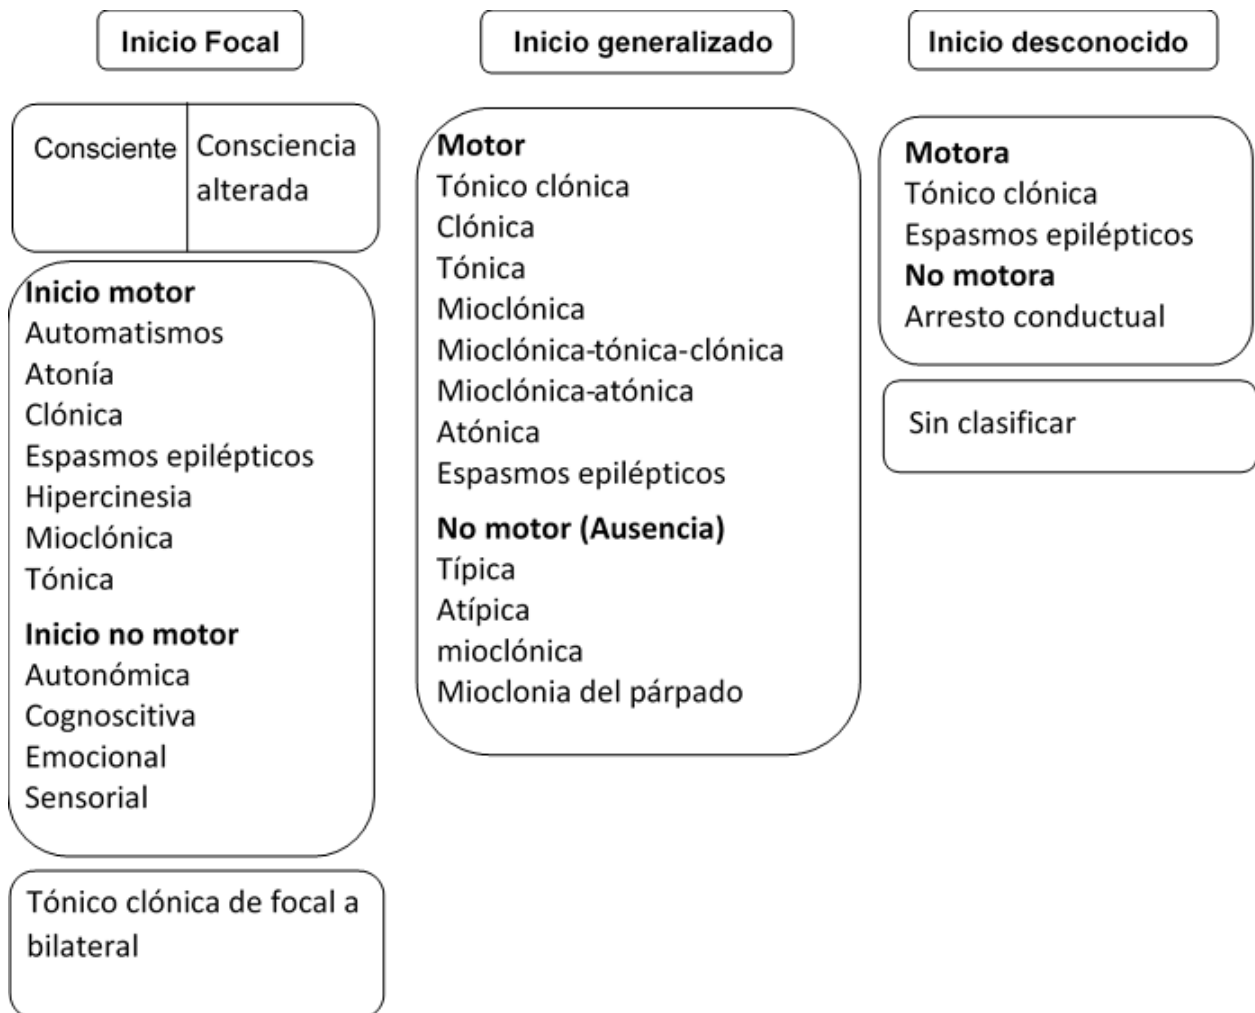 Inicio Focal
Consciente
Consciencia
alterada
Inicio motor
Automatismos
Atonía
Clónica
Espasmos epilépticos
Hipercinesia
Mioclónica
Tónica
Inicio no motor
Autonómica
Cognoscitiva
Emocional
Sensorial
Tónico clónica de focal a
bilateral
Inicio generalizado
Motor
Tónico clónica
Clónica
Tónica
Mioclónica
Mioclónica-tónica-clónica
Mioclónica-atónica
Atónica
Espasmos epilépticos
No motor (Ausencia)
Típica
Atípica
mioclónica
Mioclonia del párpado
Inicio desconocido
Motora
Tónico clónica
Espasmos epilépticos
No motora
Arresto conductual
Sin clasificar